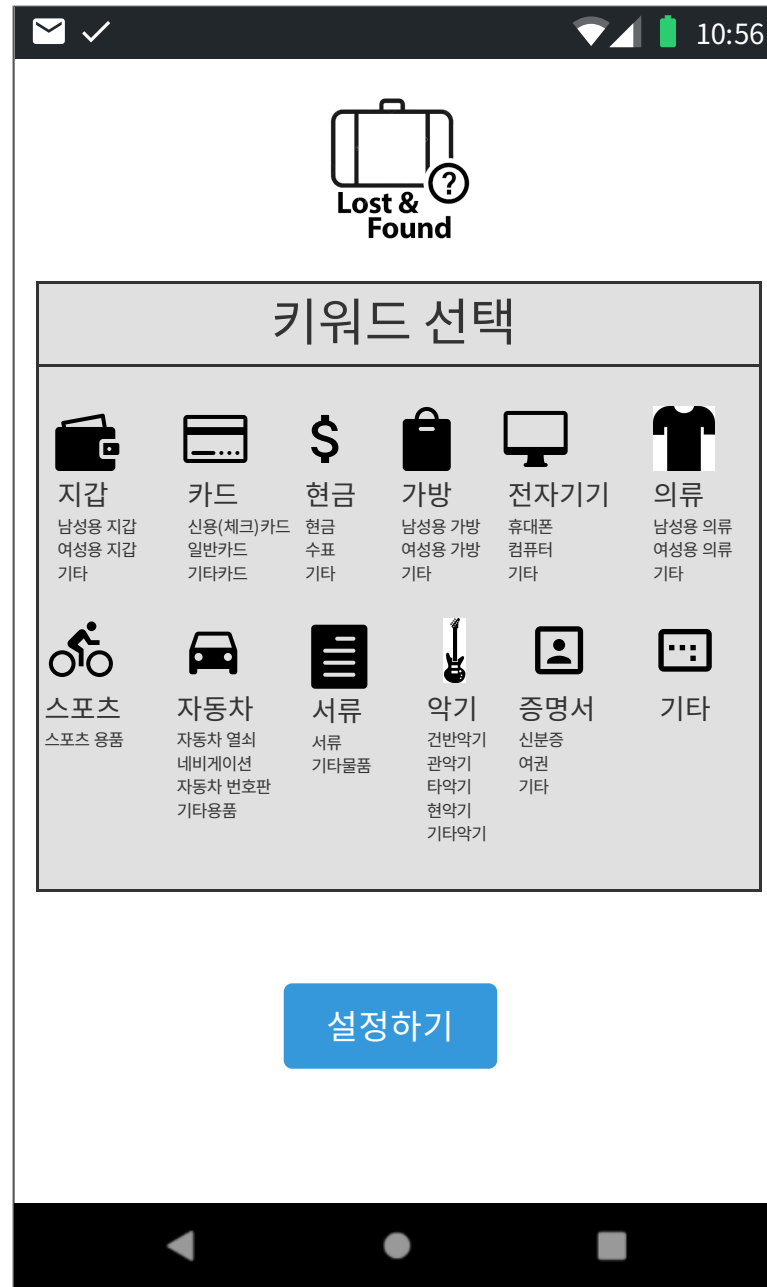 10:56
Lost &
Found
키워드 선택
지갑
남성용 지갑
여성용 지갑
기타
카드
신용(체크)카드
일반카드
기타카드
현금
현금
수표
기타
가방
남성용 가방
여성용 가방
기타
전자기기
휴대폰
컴퓨터
기타
의류
남성용 의류
여성용 의류
기타
스포츠
스포츠 용품
자동차
자동차 열쇠
네비게이션
자동차 번호판
기타용품
서류
서류
기타물품
악기
건반악기
관악기
타악기
현악기
기타악기
증명서
신분증
여권
기타
기타
설정하기